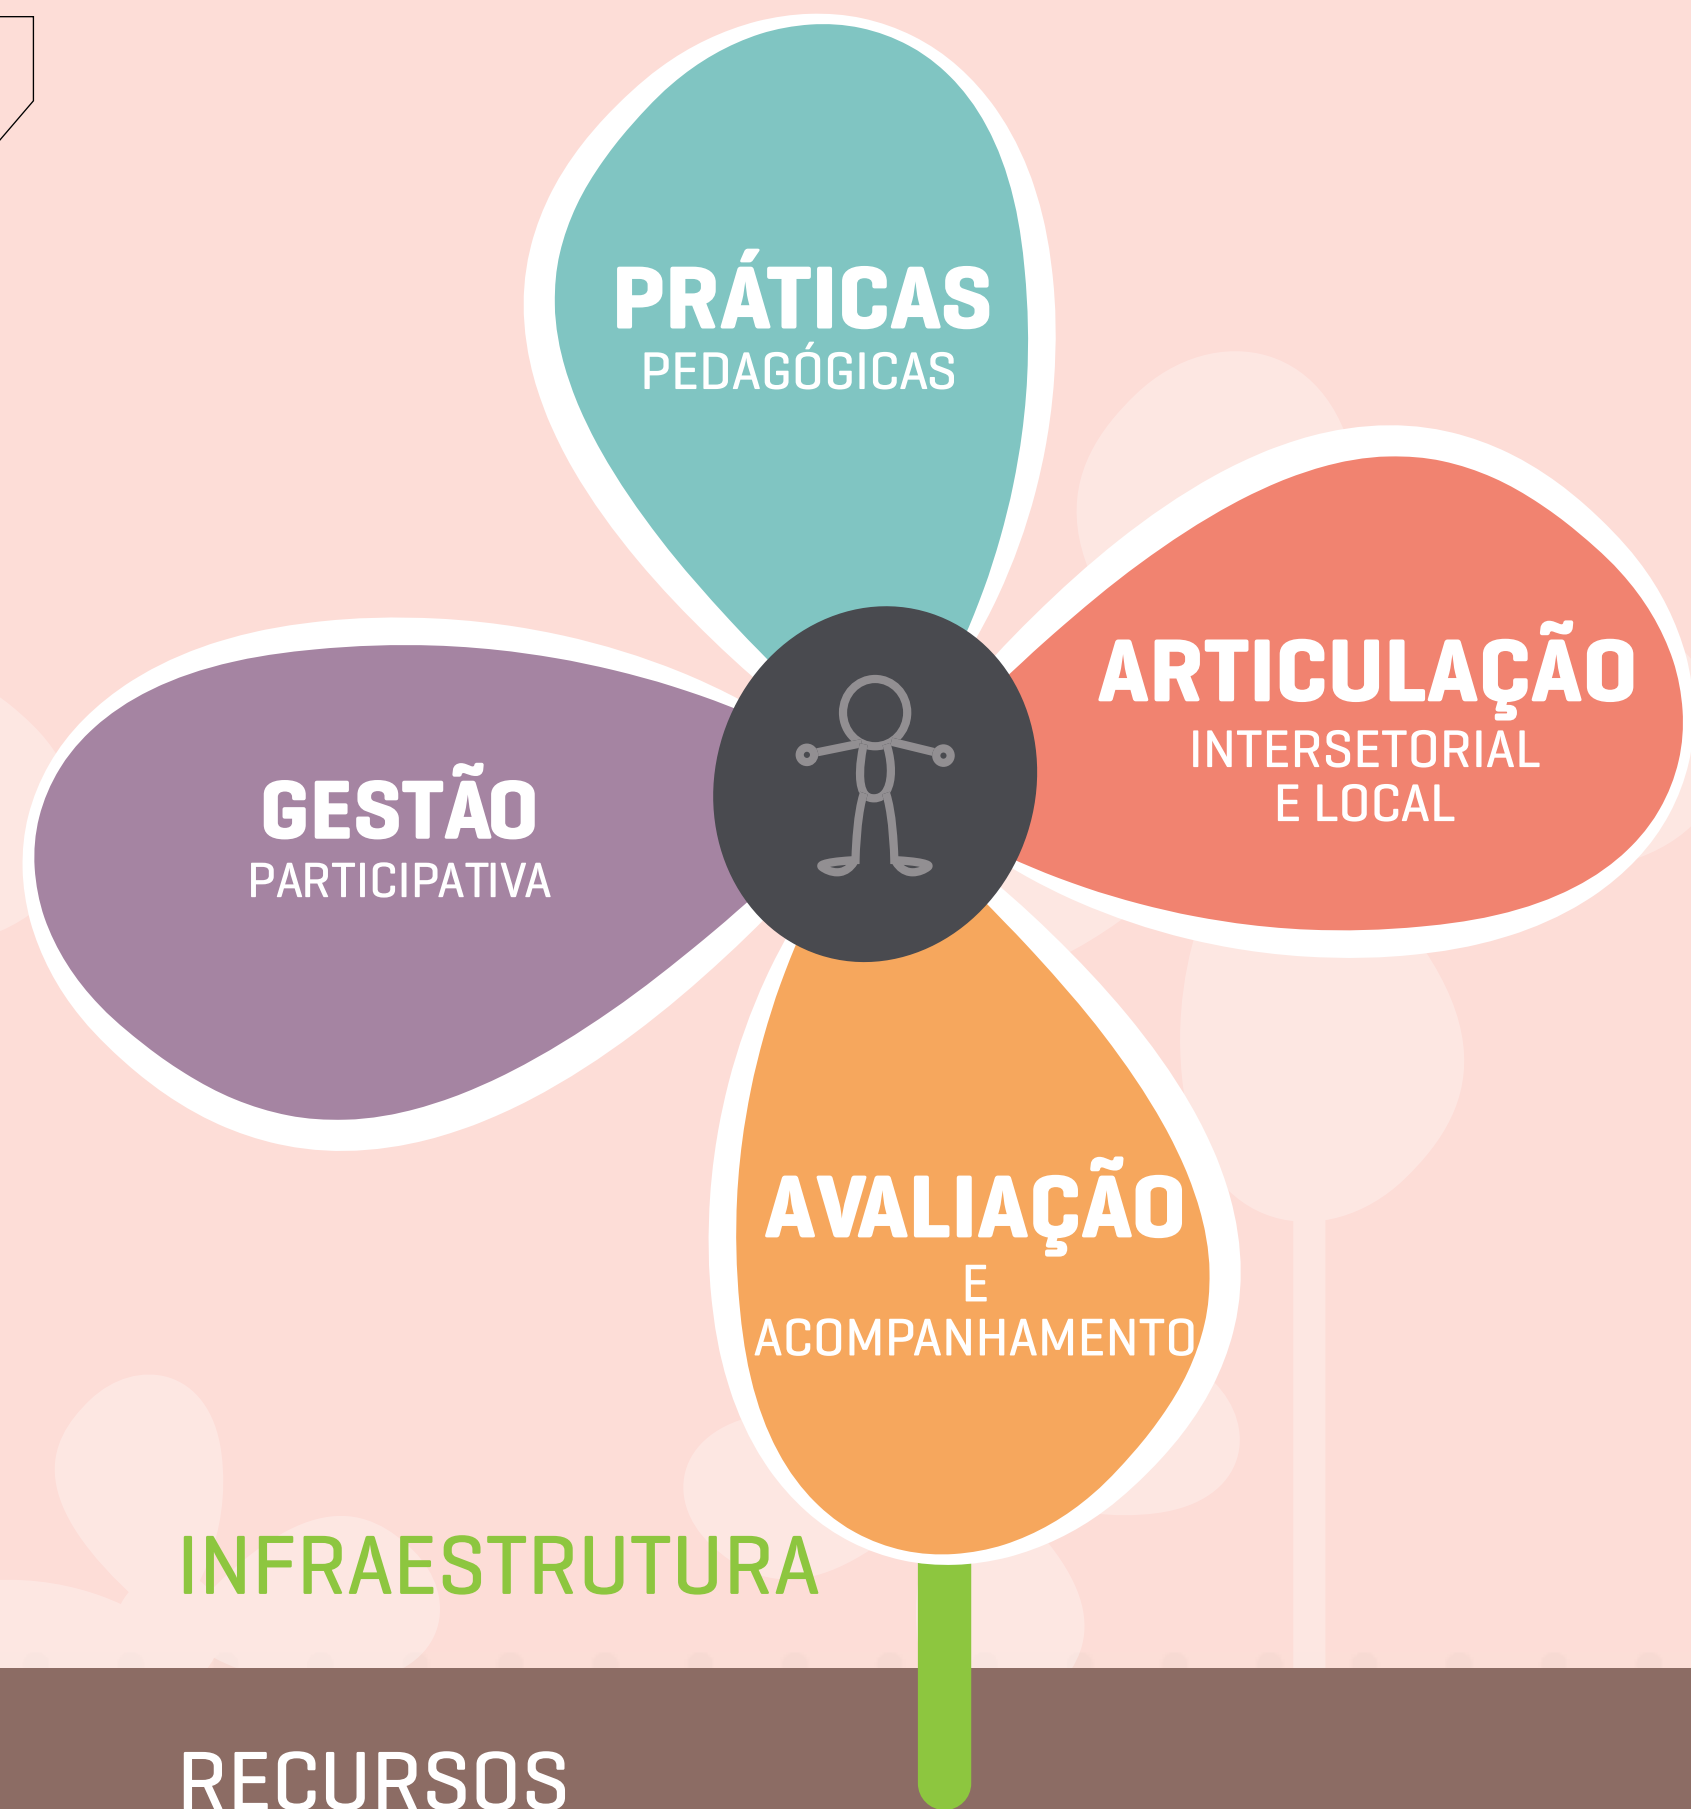 PRÁTICAS
PEDAGÓGICAS
ARTICULAÇÃO
INTERSETORIAL
E LOCAL
GESTÃO
PARTICIPATIVA
AVALIAÇÃO
E
ACOMPANHAMENTO
INFRAESTRUTURA
RECURSOS